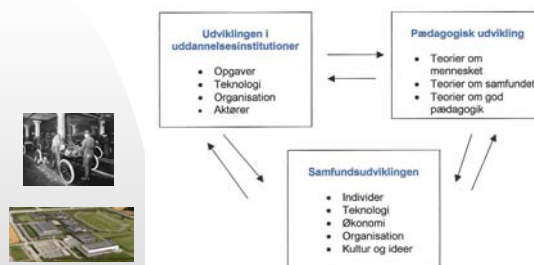 Udviklingen i
uddannelsesinstitutioner
• Opgaver
• Teknologi
• Organisation
• Aktører
Pædagogisk udvikling
• Teorier om
mennesket
• Teorier om samfundet
• Teorier om god
pædagogik
Samfundsudviklingen
• Individer
• Teknologi
• Økonomi
• Organisation
• Kultur og ideer